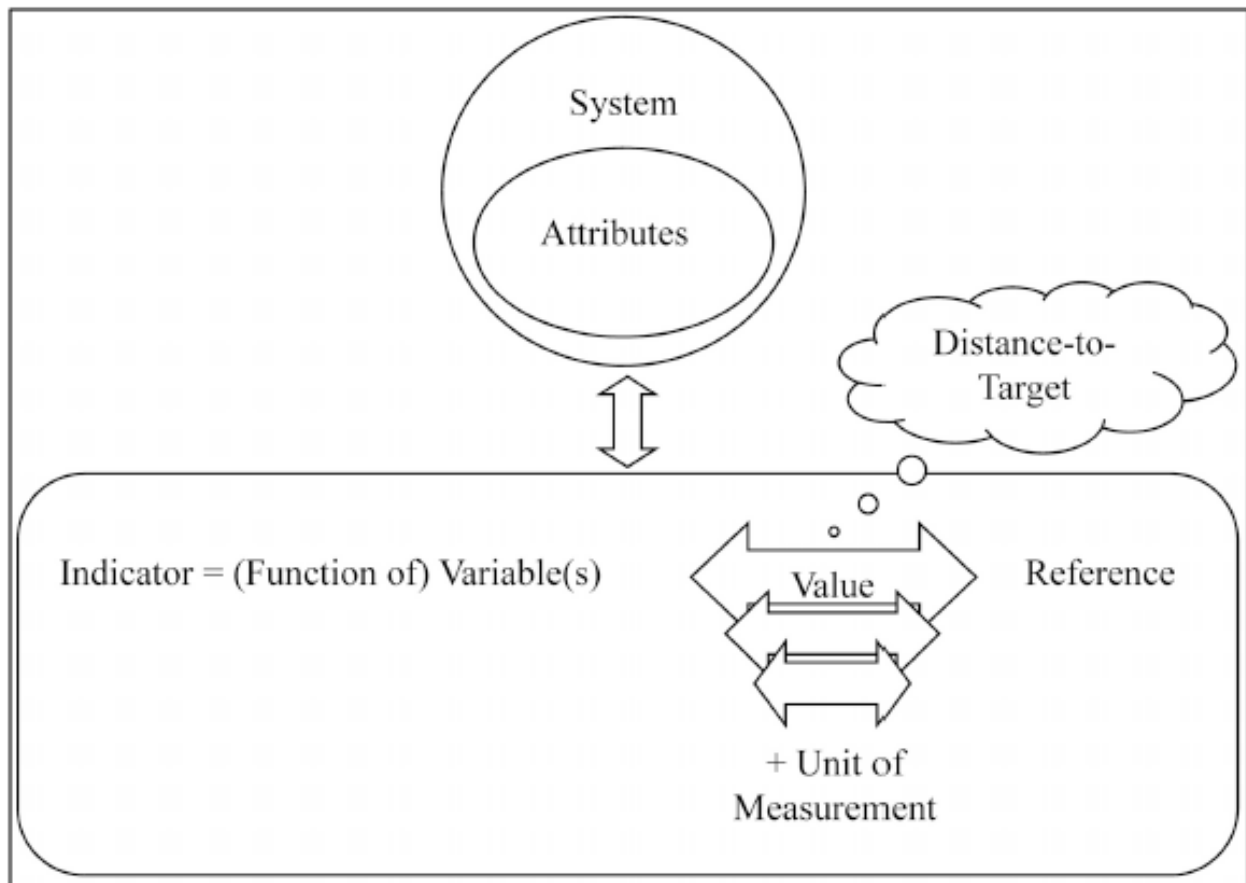 System
Attributes
Distance-to-
Target
Indicator = (Function of) Variable(s)
Value
Reference
+ Unit of
Measurement